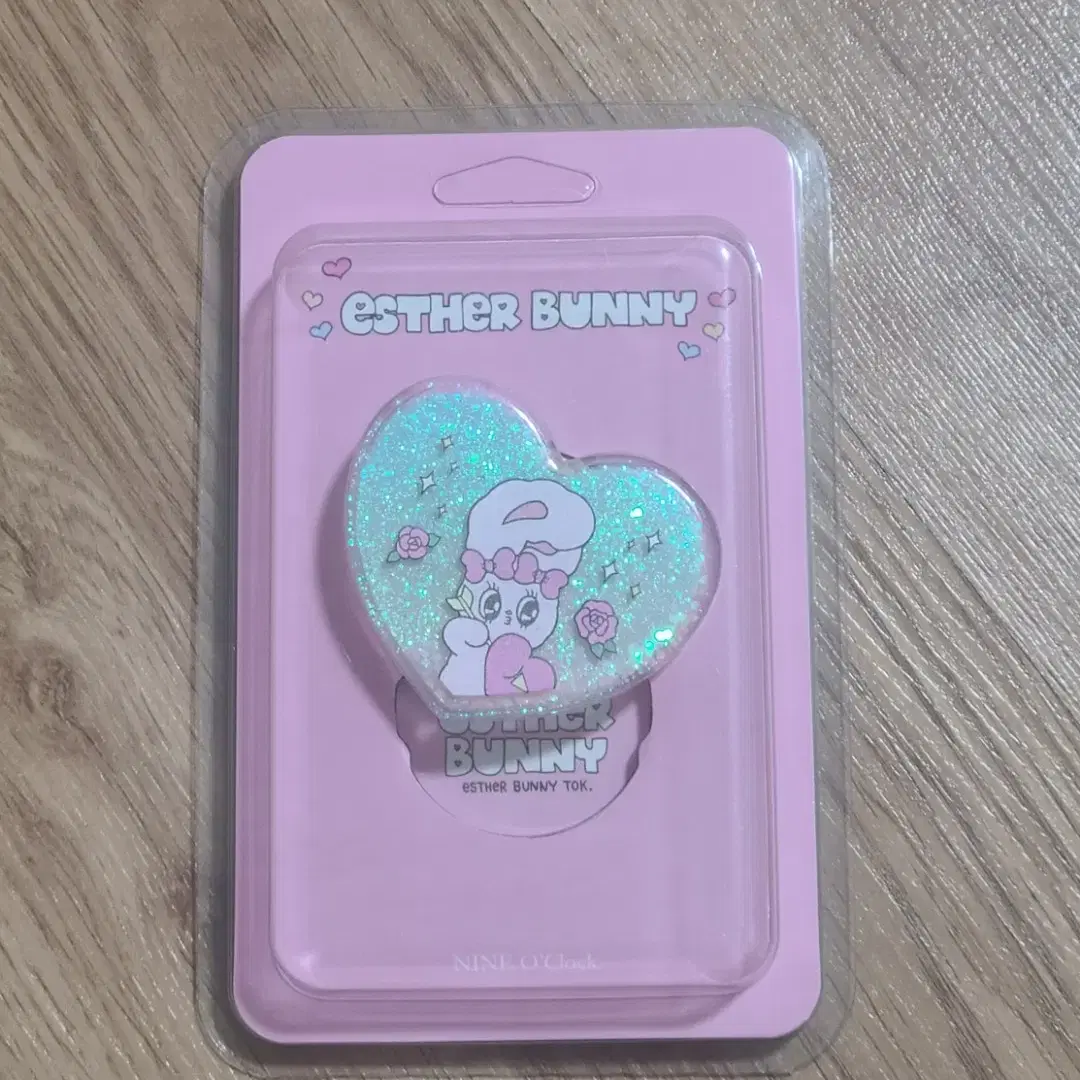 ESTHER BUNNY
ESTHER
BUNNY
ESTHER BUNNY TOK.
NINE O'Clock